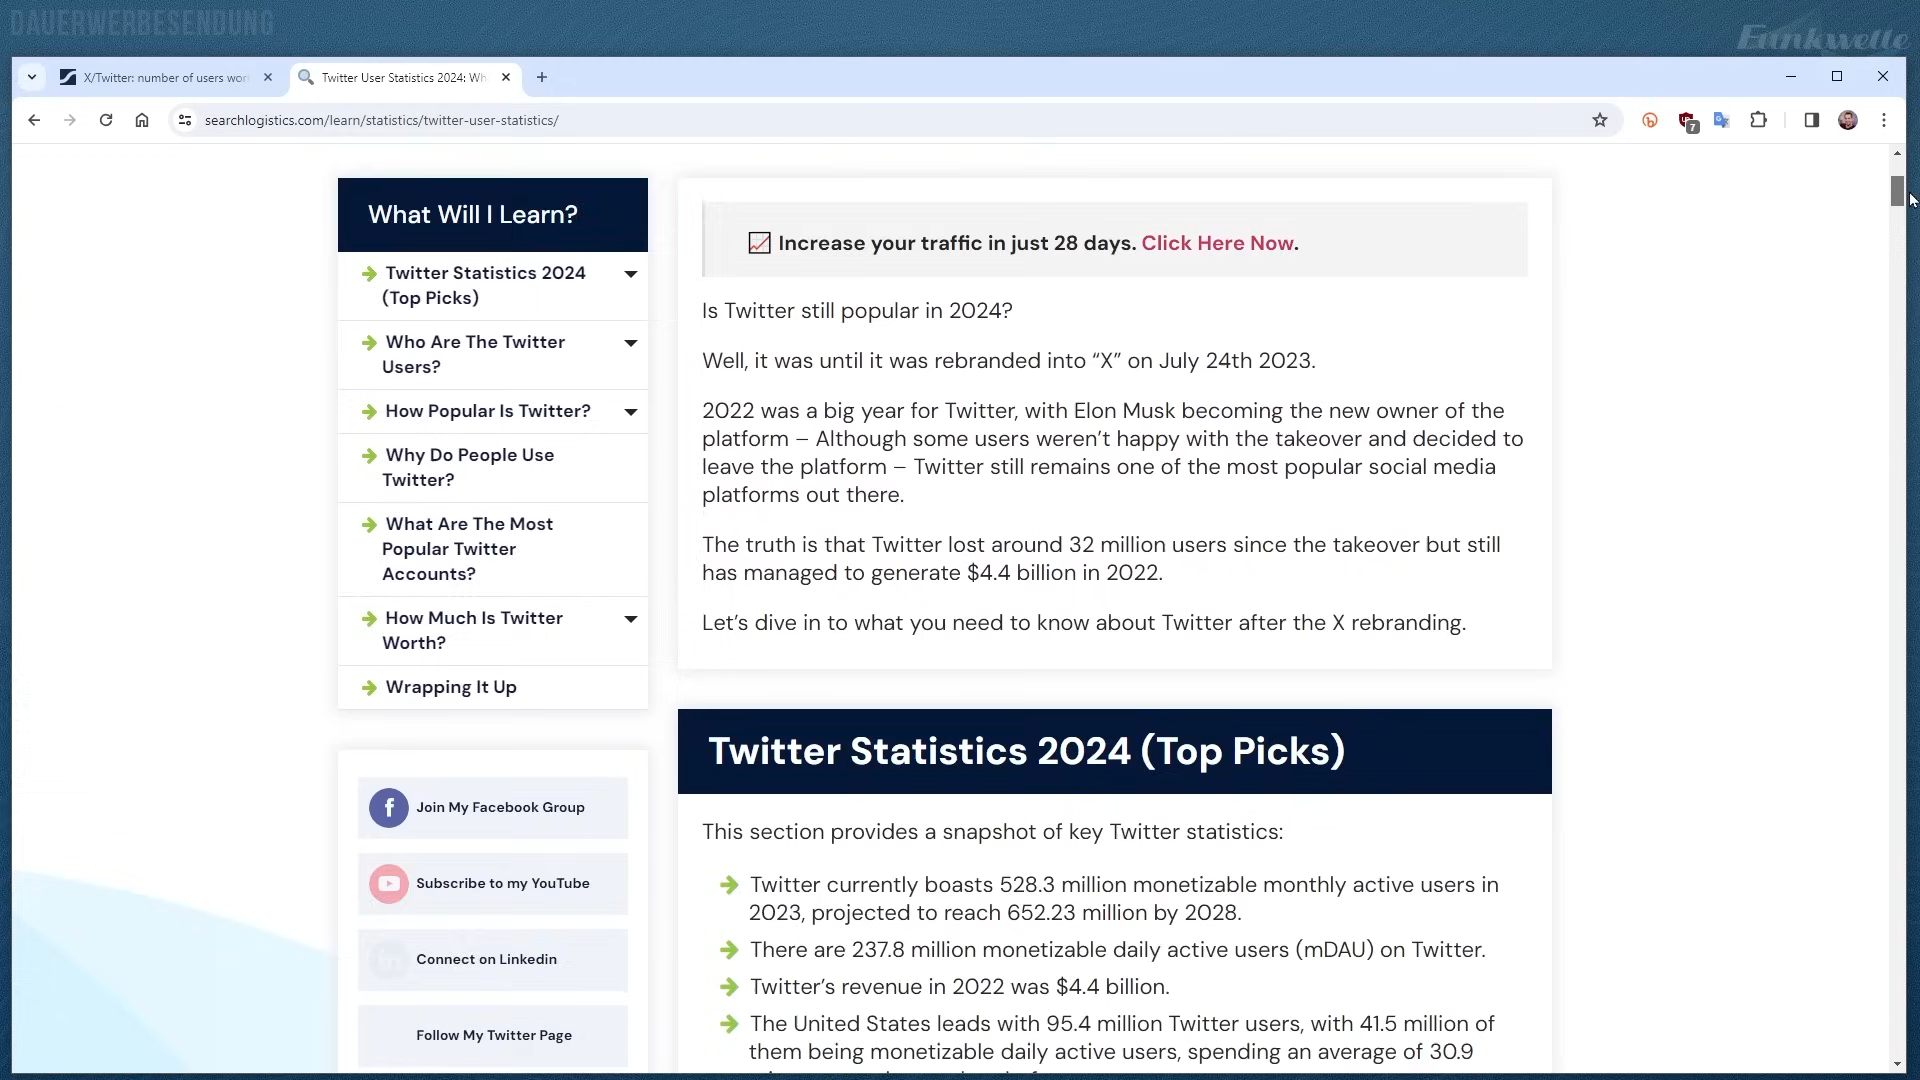 DAUERWERBESENDUNG
Funkwelle
X/Twitter: number of users wor
Twitter User Statistics 2024: Wh
searchlogistics.com/learn/statistics/twitter-user-statistics/
7
What Will I Learn?
Twitter Statistics 2024
(Top Picks)
Who Are The Twitter
Users?
How Popular Is Twitter?
Why Do People Use
Twitter?
What Are The Most
Popular Twitter
Accounts?
How Much Is Twitter
Worth?
Wrapping It Up
Join My Facebook Group
Subscribe to my YouTube
Connect on Linkedin
Follow My Twitter Page
Increase your traffic in just 28 days. Click Here Now.
Is Twitter still popular in 2024?
Well, it was until it was rebranded into “X” on July 24th 2023.
2022 was a big year for Twitter, with Elon Musk becoming the new owner of the
platform – Although some users weren’t happy with the takeover and decided to
leave the platform – Twitter still remains one of the most popular social media
platforms out there.
The truth is that Twitter lost around 32 million users since the takeover but still
has managed to generate $4.4 billion in 2022.
Let’s dive in to what you need to know about Twitter after the X rebranding.
Twitter Statistics 2024 (Top Picks)
This section provides a snapshot of key Twitter statistics:
Twitter currently boasts 528.3 million monetizable monthly active users in
2023, projected to reach 652.23 million by 2028.
There are 237.8 million monetizable daily active users (mDAU) on Twitter.
Twitter’s revenue in 2022 was $4.4 billion.
The United States leads with 95.4 million Twitter users, with 41.5 million of
them being monetizable daily active users, spending an average of 30.9